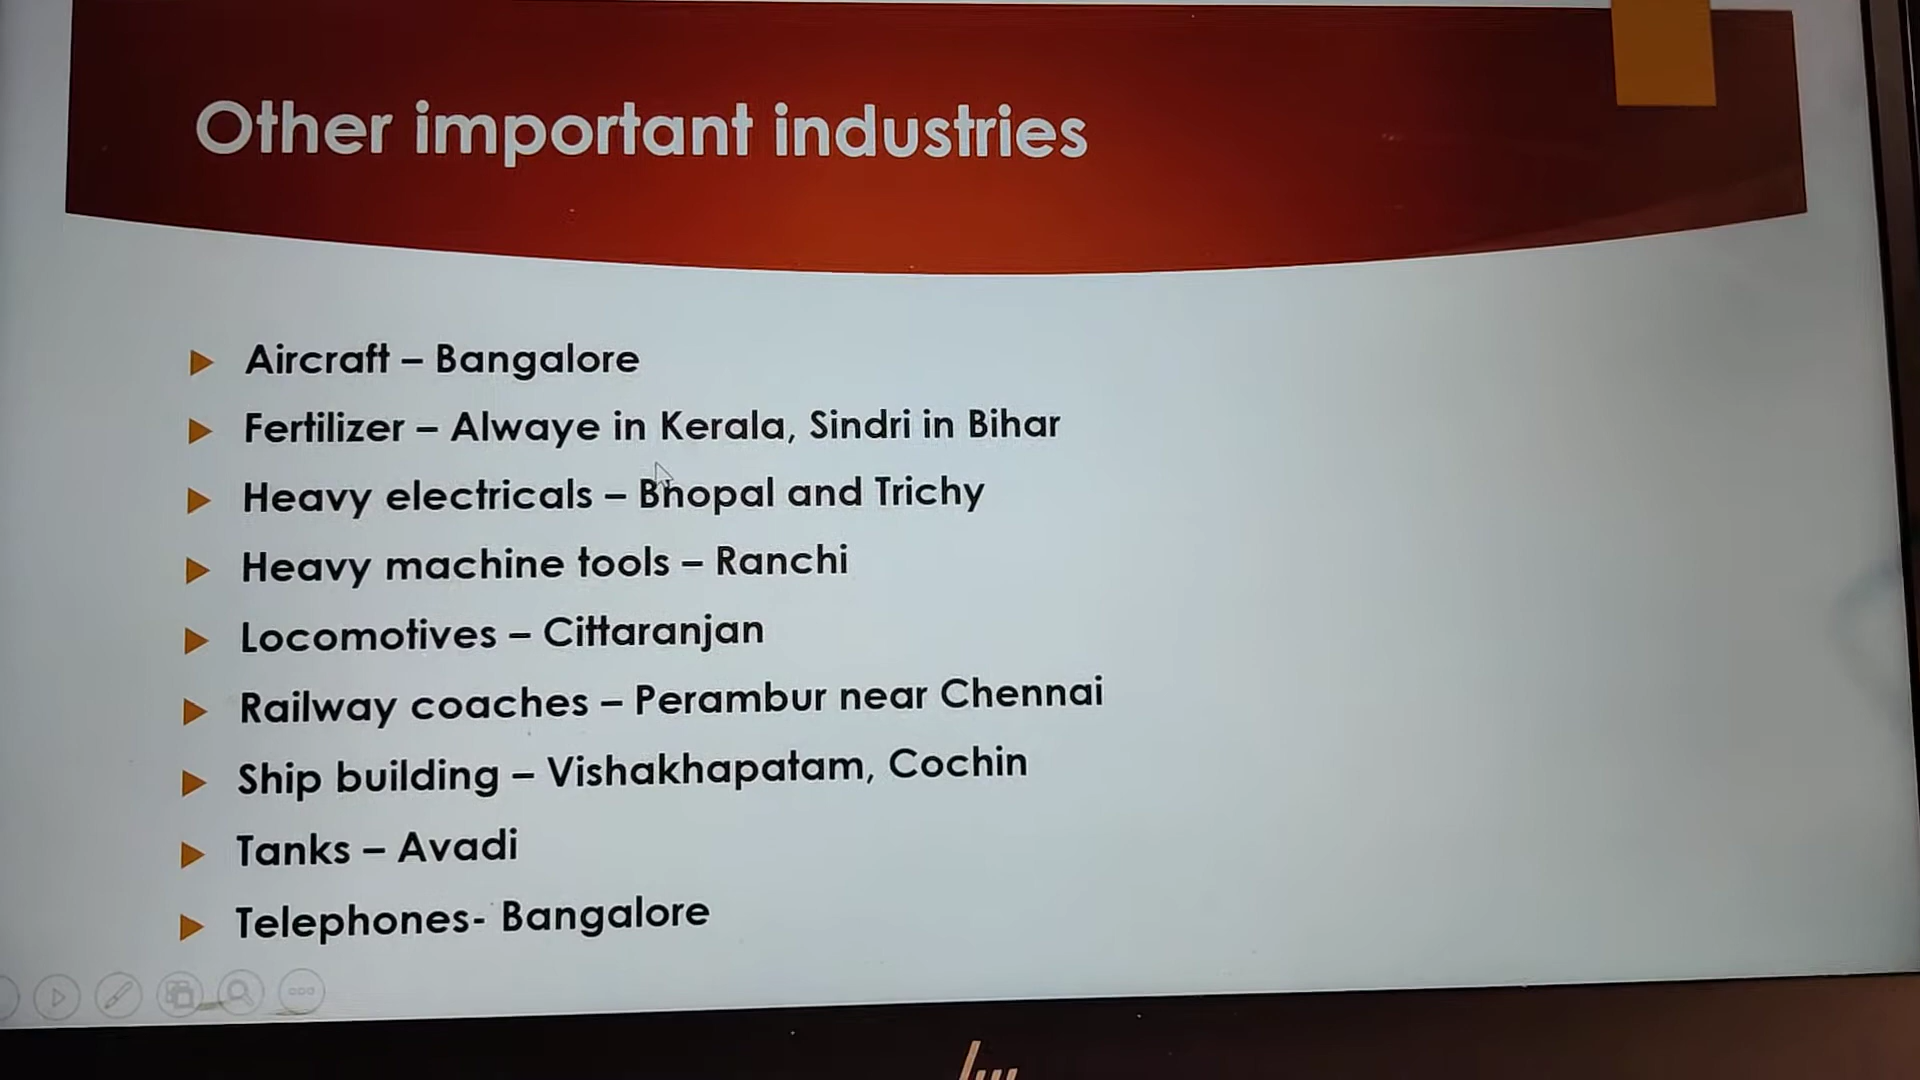 Other important industries
Aircraft – Bangalore
Fertilizer – Alwaye in Kerala, Sindri in Bihar
Heavy electricals – Bhopal and Trichy
Heavy machine tools – Ranchi
Locomotives – Cittaranjan
Railway coaches – Perambur near Chennai
Ship building – Vishakhapatam, Cochin
Tanks – Avadi
Telephones- Bangalore